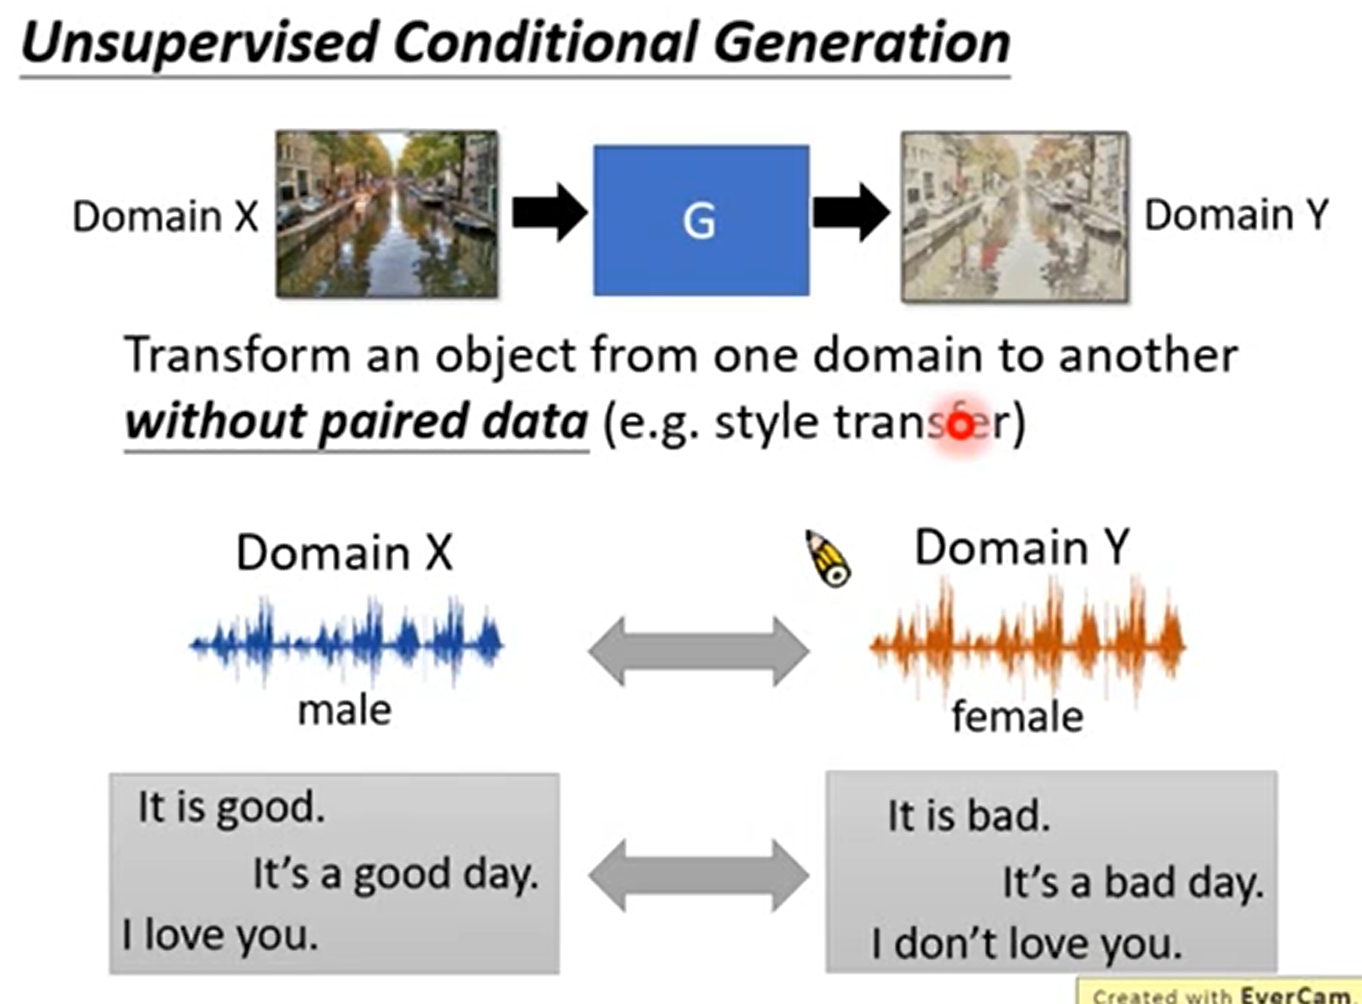 Unsupervised Conditional Generation
Domain X
G
Domain Y
Transform an object from one domain to another
without paired data (e.g. style transfer)
Domain X
Domain Y
male
female
It is good.
It's a good day.
I love you.
It is bad.
It's a bad day.
I don't love you.
Created with EverCam